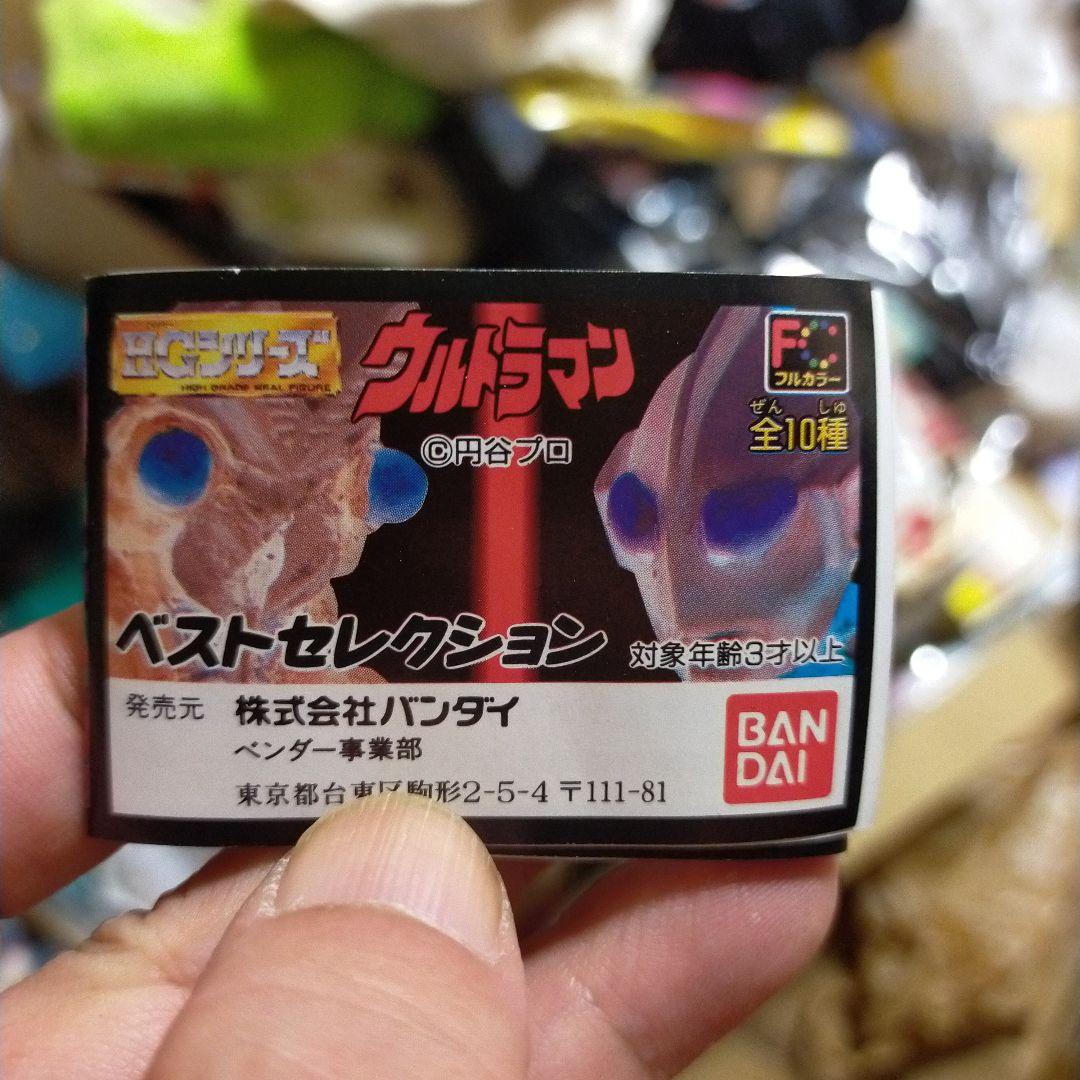 HGシリーズ
HIGH GRADE REAL FIGURE
ウルトラマン
©円谷プロ
FC
フルカラー
ぜん しゅ
全10種
ベストセレクション
対象年齢3才以上
発売元 株式会社バンダイ
ベンダー事業部
東京都台東区駒形2-5-4 〒111-81
BAN
DAI